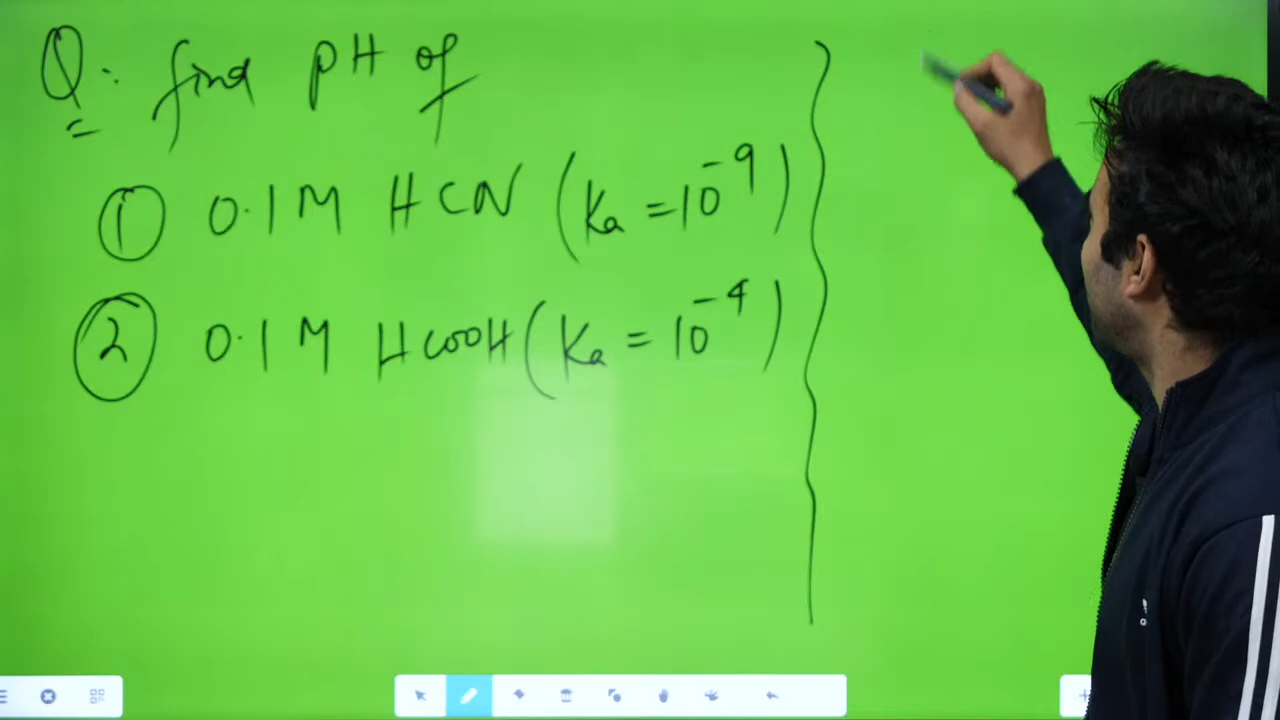 Q: find pH of
① 0.1 M HCN (Ka = 10⁻⁹)
② 0.1 M HCOOH (Ka = 10⁻⁴)